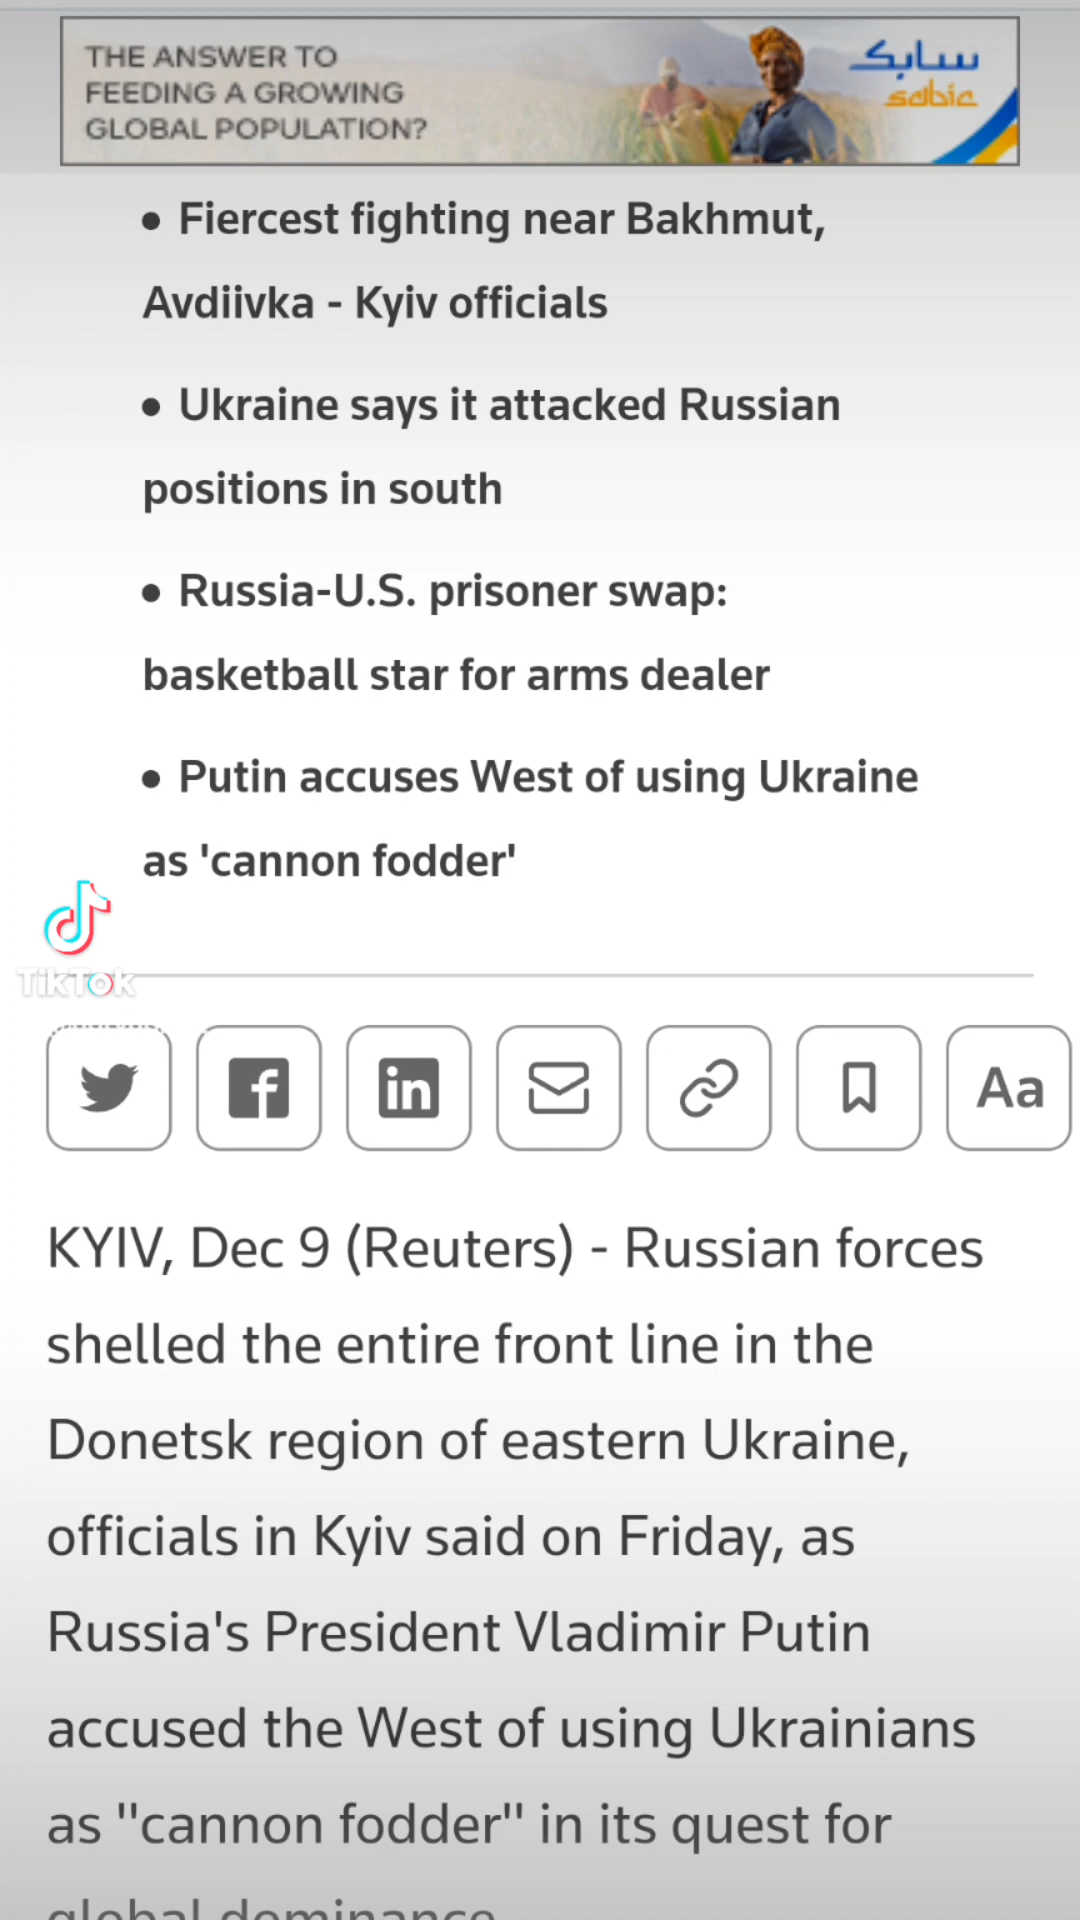 THE ANSWER TO
FEEDING A GROWING
GLOBAL POPULATION?
سابك
sabic
• Fiercest fighting near Bakhmut,
Avdiivka - Kyiv officials
• Ukraine says it attacked Russian
positions in south
• Russia-U.S. prisoner swap:
basketball star for arms dealer
• Putin accuses West of using Ukraine
as 'cannon fodder'
TikTok
Aa
KYIV, Dec 9 (Reuters) - Russian forces
shelled the entire front line in the
Donetsk region of eastern Ukraine,
officials in Kyiv said on Friday, as
Russia's President Vladimir Putin
accused the West of using Ukrainians
as "cannon fodder" in its quest for
global dominance